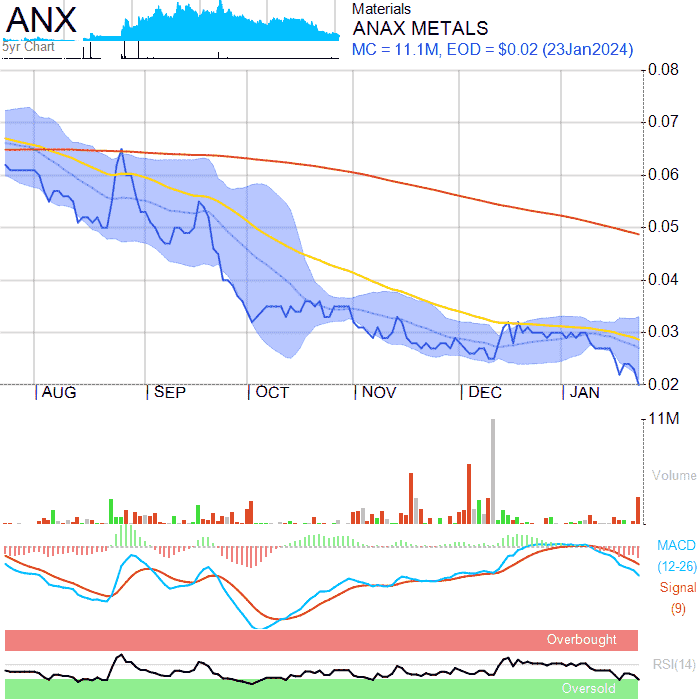 ANX
5yr Chart
Materials
ANAX METALS
MC = 11.1M, EOD = $0.02 (23Jan2024)
0.08
0.07
0.06
0.05
0.04
0.03
0.02
AUG SEP OCT NOV DEC JAN
11M
Volume
MACD
(12-26)
Signal
(9)
Overbought
RSI(14)
Oversold